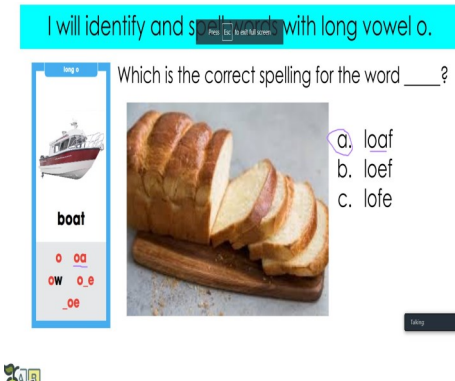 I will identify and spell words with long vowel o.
Press Esc to exit full screen
long o
Which is the correct spelling for the word ____?
a. loaf
b. loef
c. lofe
boat
o oa
ow o_e
_oe
Talking: